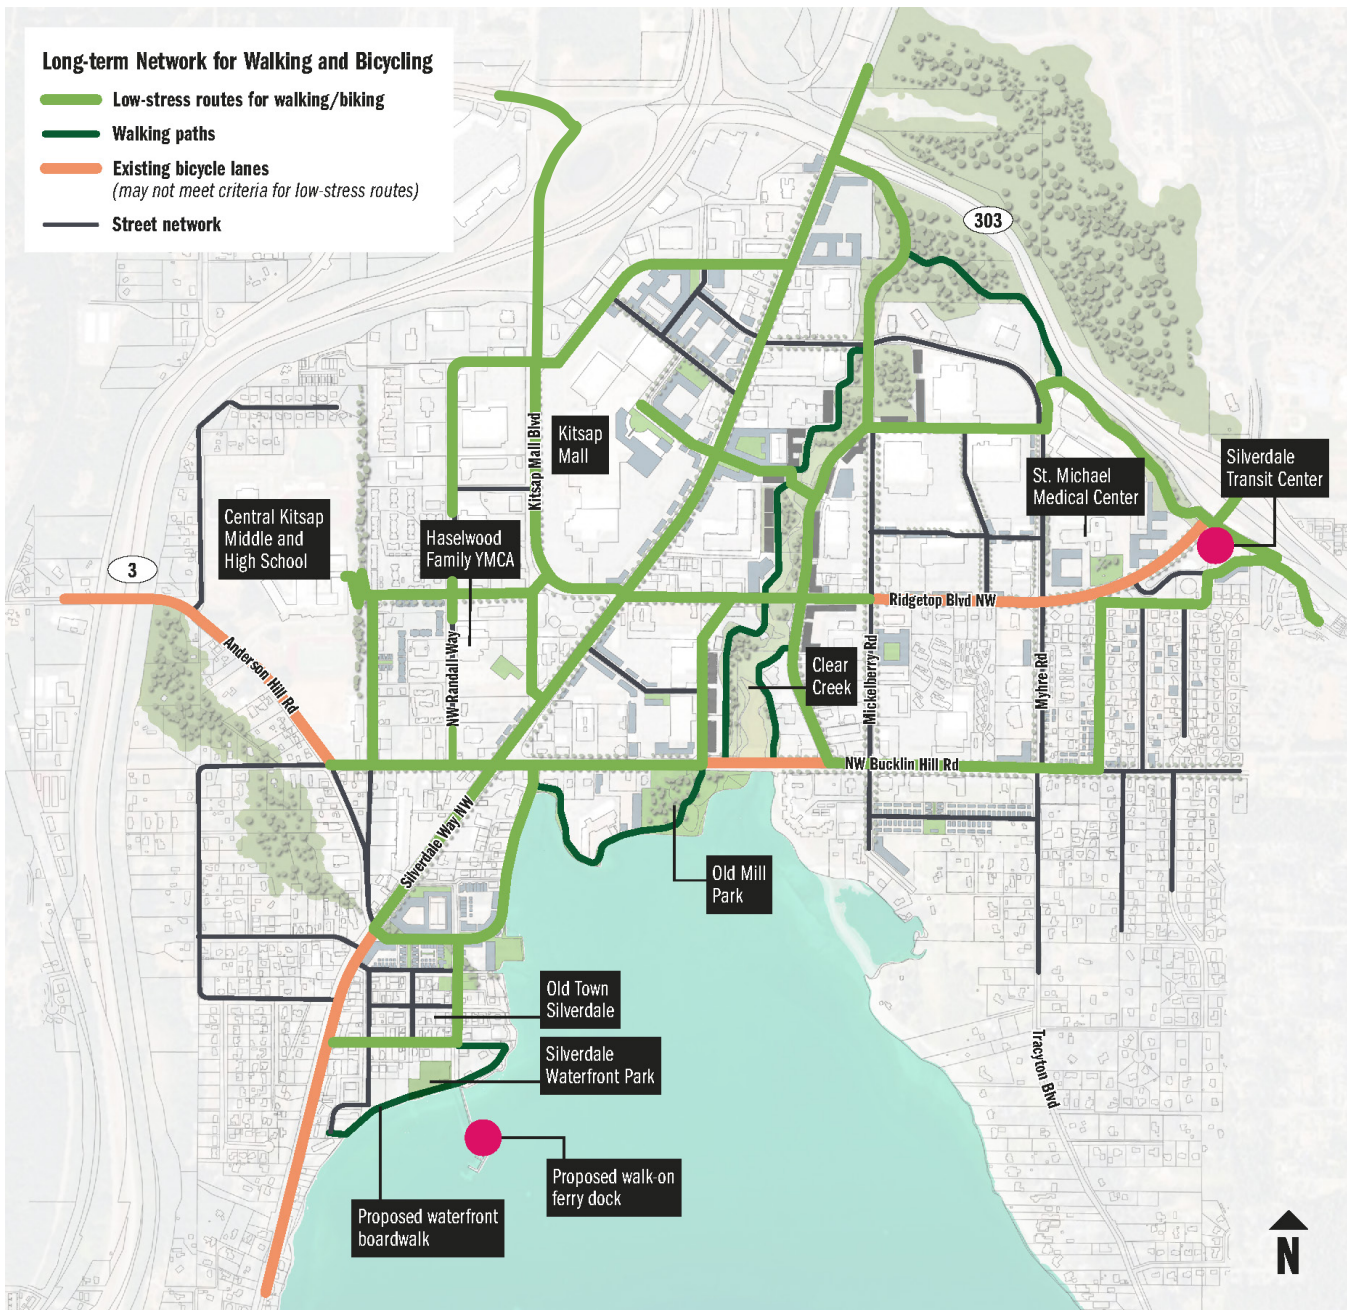 Long-term Network for Walking and Bicycling
Low-stress routes for walking/biking
Walking paths
Existing bicycle lanes
(may not meet criteria for low-stress routes)
Street network
303
Kitsap
Mall
Kitsap Mall Blvd
St. Michael
Medical Center
Silverdale
Transit Center
Central Kitsap
Middle and
High School
Haselwood
Family YMCA
3
Ridgetop Blvd NW
Anderson Hill Rd
NW Randall Way
Clear
Creek
Mickelberry Rd
Myhre Rd
NW Bucklin Hill Rd
Silverdale Way NW
Old Mill
Park
Old Town
Silverdale
Silverdale
Waterfront Park
Tracyton Blvd
Proposed walk-on
ferry dock
Proposed waterfront
boardwalk
N